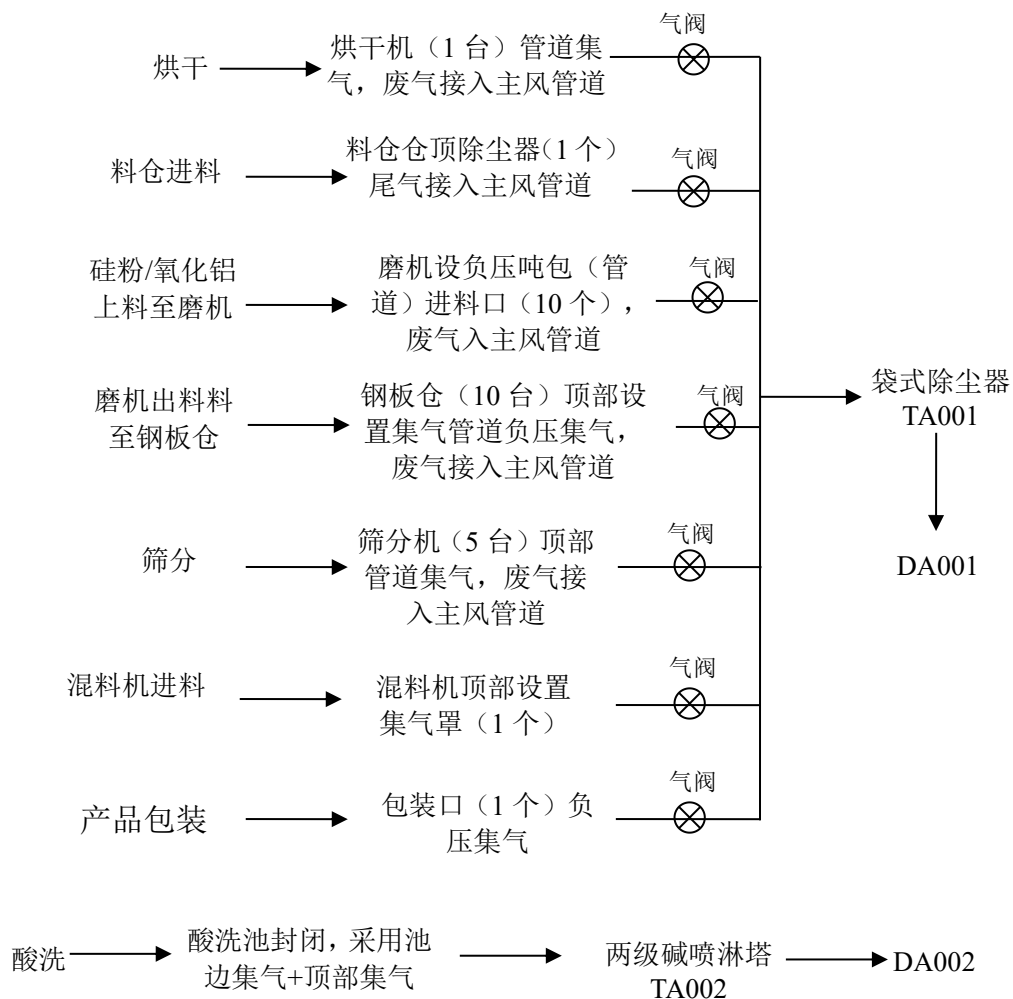 气阀
烘干
烘干机（1 台）管道集
气，废气接入主风管道
气阀
料仓进料
料仓仓顶除尘器（1 个）
尾气接入主风管道
气阀
硅粉/氧化铝
上料至磨机
磨机设负压吨包（管
道）进料口（10 个），
废气入主风管道
气阀
磨机出料料
至钢板仓
钢板仓（10 台）顶部设
置集气管道负压集气，
废气接入主风管道
袋式除尘器
TA001
DA001
气阀
筛分
筛分机（5 台）顶部
管道集气，废气接
入主风管道
气阀
混料机进料
混料机顶部设置
集气罩（1 个）
气阀
产品包装
包装口（1 个）负
压集气
酸洗
酸洗池封闭，采用池
边集气+顶部集气
两级碱喷淋塔
TA002
DA002